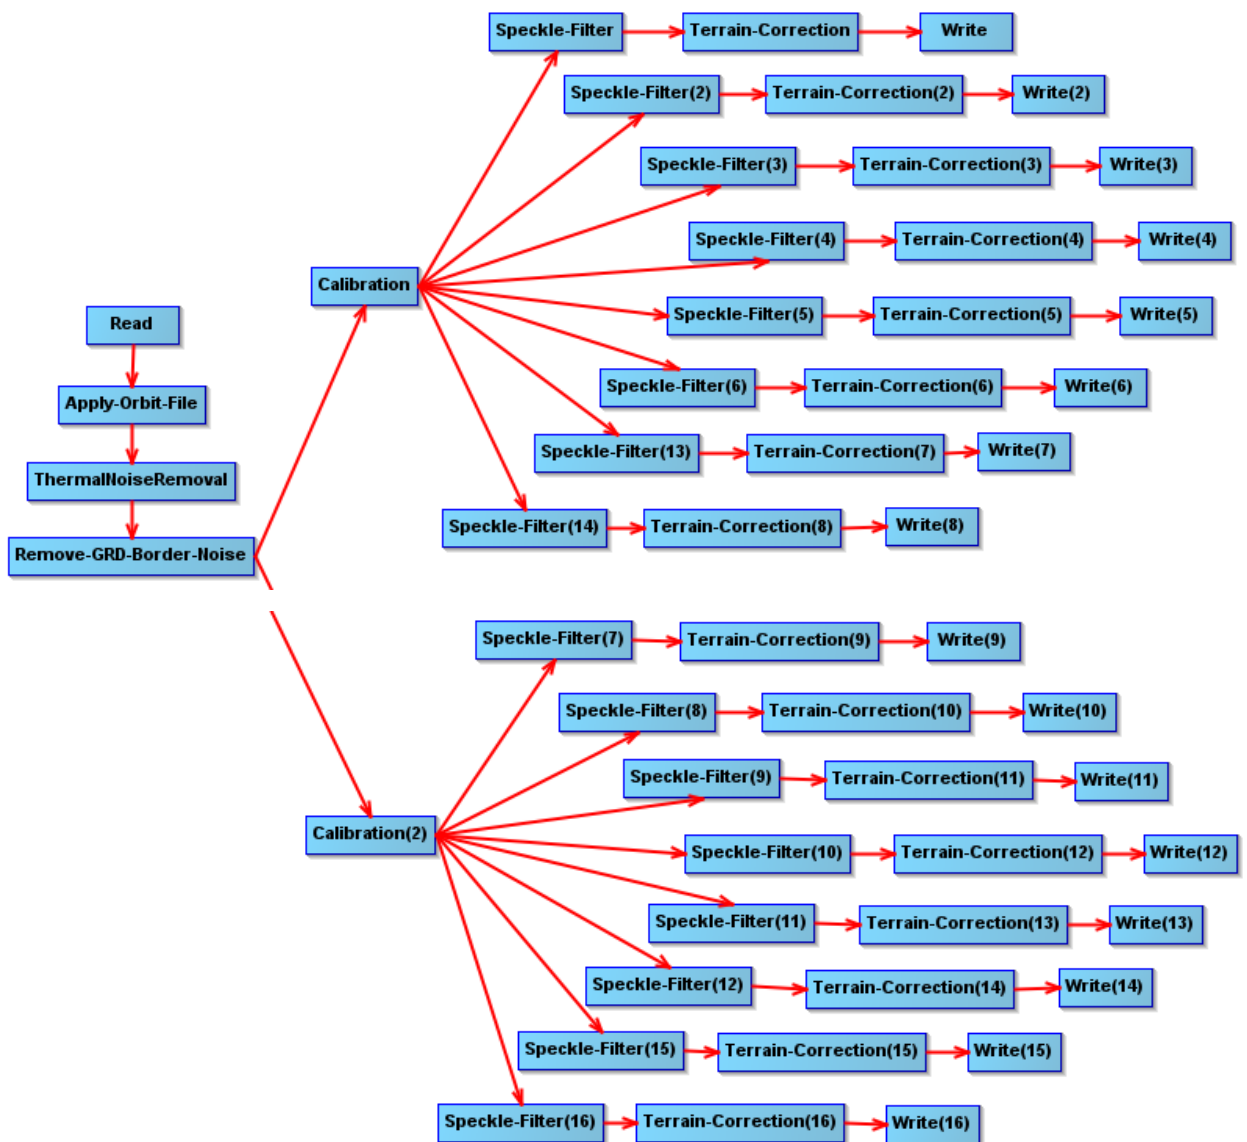 Read
Apply-Orbit-File
ThermalNoiseRemoval
Remove-GRD-Border-Noise
Calibration
Speckle-Filter
Terrain-Correction
Write
Speckle-Filter(2)
Terrain-Correction(2)
Write(2)
Speckle-Filter(3)
Terrain-Correction(3)
Write(3)
Speckle-Filter(4)
Terrain-Correction(4)
Write(4)
Speckle-Filter(5)
Terrain-Correction(5)
Write(5)
Speckle-Filter(6)
Terrain-Correction(6)
Write(6)
Speckle-Filter(13)
Terrain-Correction(7)
Write(7)
Speckle-Filter(14)
Terrain-Correction(8)
Write(8)
Calibration(2)
Speckle-Filter(7)
Terrain-Correction(9)
Write(9)
Speckle-Filter(8)
Terrain-Correction(10)
Write(10)
Speckle-Filter(9)
Terrain-Correction(11)
Write(11)
Speckle-Filter(10)
Terrain-Correction(12)
Write(12)
Speckle-Filter(11)
Terrain-Correction(13)
Write(13)
Speckle-Filter(12)
Terrain-Correction(14)
Write(14)
Speckle-Filter(15)
Terrain-Correction(15)
Write(15)
Speckle-Filter(16)
Terrain-Correction(16)
Write(16)